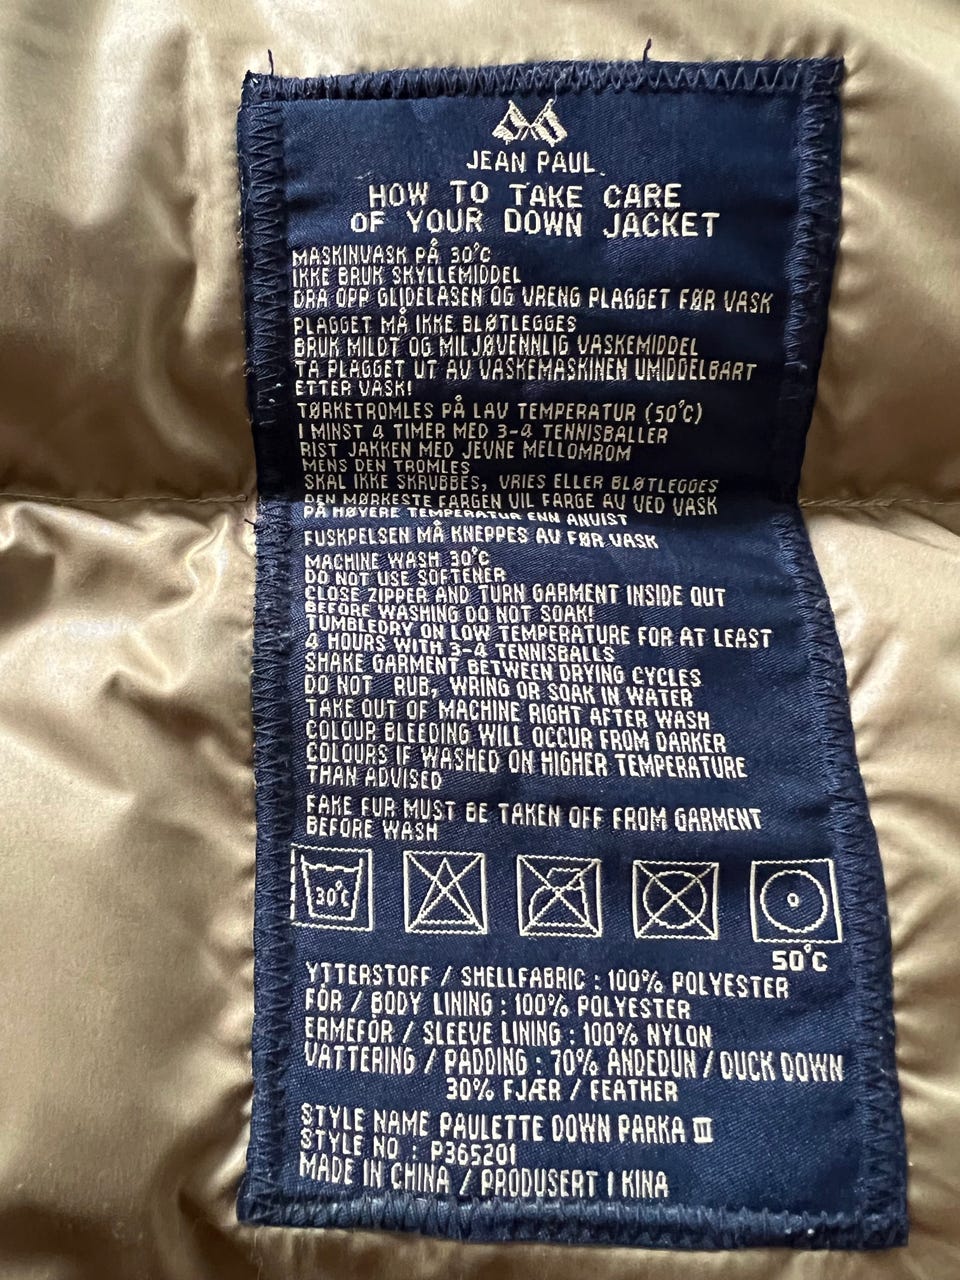 JEAN PAUL
HOW TO TAKE CARE
OF YOUR DOWN JACKET
MASKINVASK PÅ 30°C
IKKE BRUK SKYLLEMIDDEL
DRA OPP GLIDELÅSEN OG VRENG PLAGGET FØR VASK
PLAGGET MÅ IKKE BLØTLEGGES
BRUK MILDT OG MILJØVENNLIG VASKEMIDDEL
TA PLAGGET UT AV VASKEMASKINEN UMIDDELBART
ETTER VASK!
TØRKETROMLES PÅ LAV TEMPERATUR (50°C)
I MINST 4 TIMER MED 3-4 TENNISBALLER
RIST JAKKEN MED JEVNE MELLOMROM
MENS DEN TROMLES
SKAL IKKE SKRUBBES, VRIES ELLER BLØTLEGGES
DEN MØRKESTE FARGEN VIL FARGE AV VED VASK
PÅ HØYERE TEMPERATUR ENN ANVIST
FUSKPELSEN MÅ KNEPPES AV FØR VASK
MACHINE WASH 30°C
DO NOT USE SOFTENER
CLOSE ZIPPER AND TURN GARMENT INSIDE OUT
BEFORE WASHING DO NOT SOAK!
TUMBLEDRY ON LOW TEMPERATURE FOR AT LEAST
4 HOURS WITH 3-4 TENNISBALLS
SHAKE GARMENT BETWEEN DRYING CYCLES
DO NOT RUB, WRING OR SOAK IN WATER
TAKE OUT OF MACHINE RIGHT AFTER WASH
COLOUR BLEEDING WILL OCCUR FROM DARKER
COLOURS IF WASHED ON HIGHER TEMPERATURE
THAN ADVISED
FAKE FUR MUST BE TAKEN OFF FROM GARMENT
BEFORE WASH
30°C
50°C
YTTERSTOFF / SHELLFABRIC : 100% POLYESTER
FÓR / BODY LINING : 100% POLYESTER
ERMEFÓR / SLEEVE LINING : 100% NYLON
VATTERING / PADDING : 70% ANDEDUN / DUCK DOWN
30% FJÆR / FEATHER
STYLE NAME PAULETTE DOWN PARKA III
STYLE NO : P365201
MADE IN CHINA / PRODUSERT I KINA